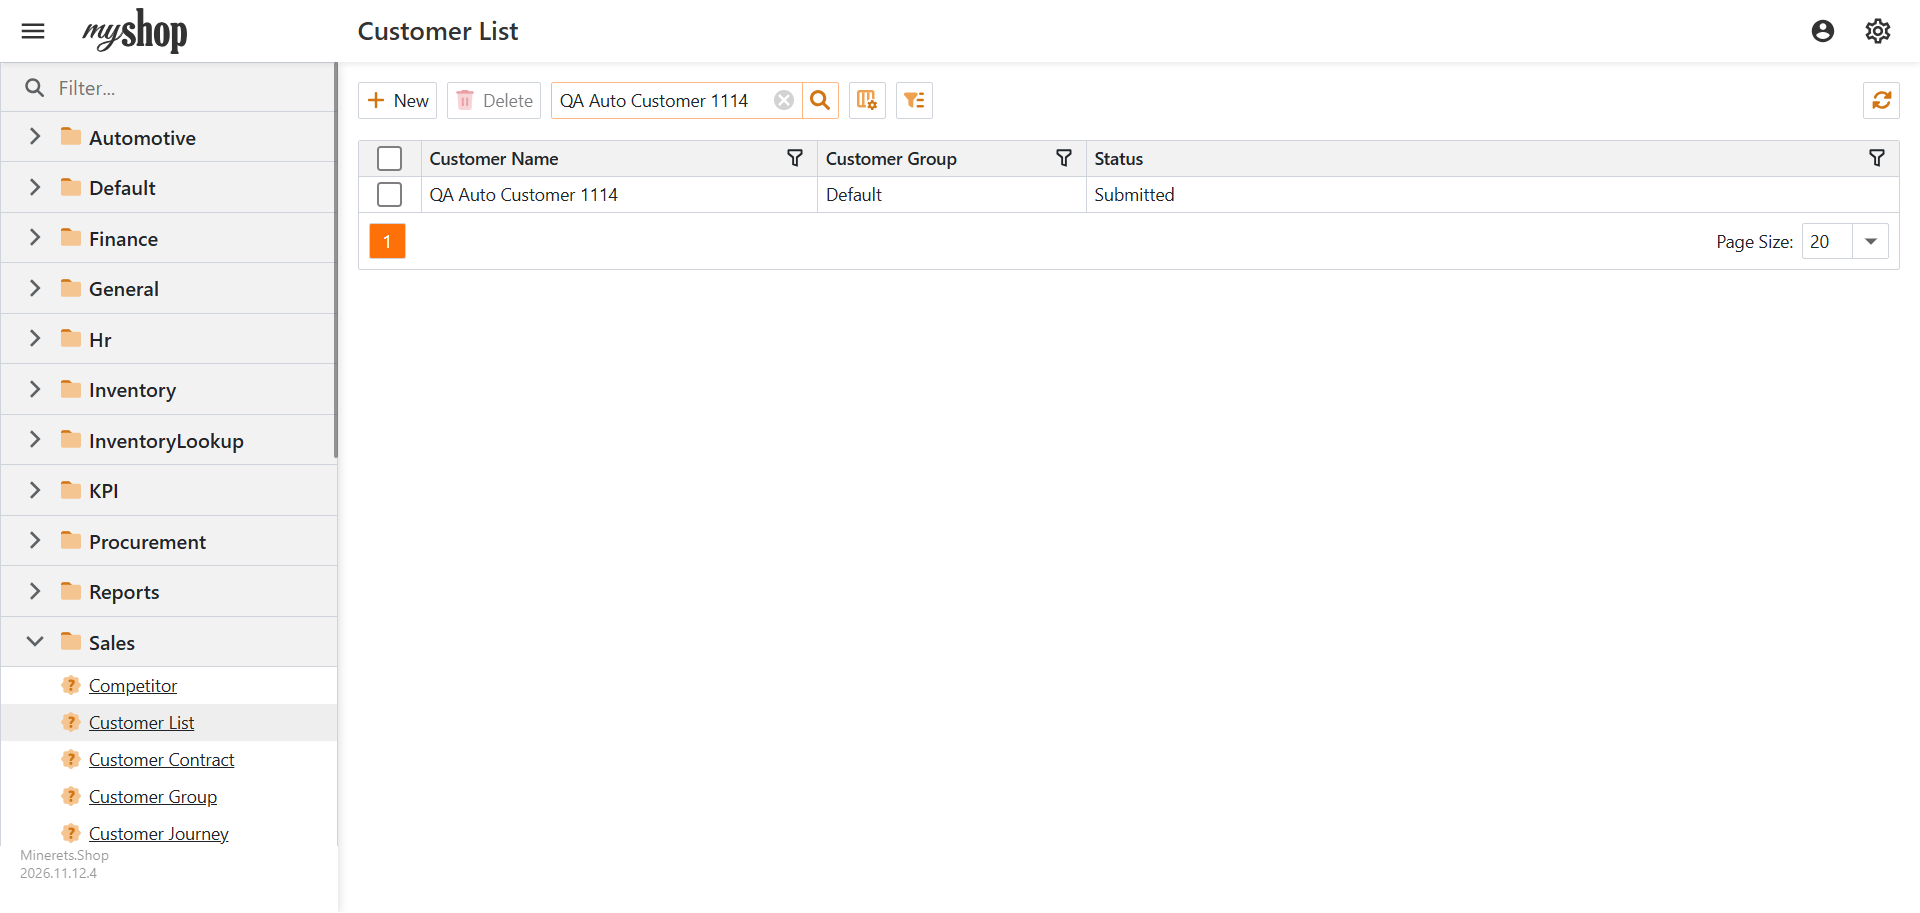 myshop
Customer List
Filter...
Automotive
Default
Finance
General
Hr
Inventory
InventoryLookup
KPI
Procurement
Reports
Sales
Competitor
Customer List
Customer Contract
Customer Group
Customer Journey
Minerets.Shop
2026.11.12.4
New Delete QA Auto Customer 1114
Customer Name Customer Group Status
QA Auto Customer 1114 Default Submitted
1 Page Size: 20